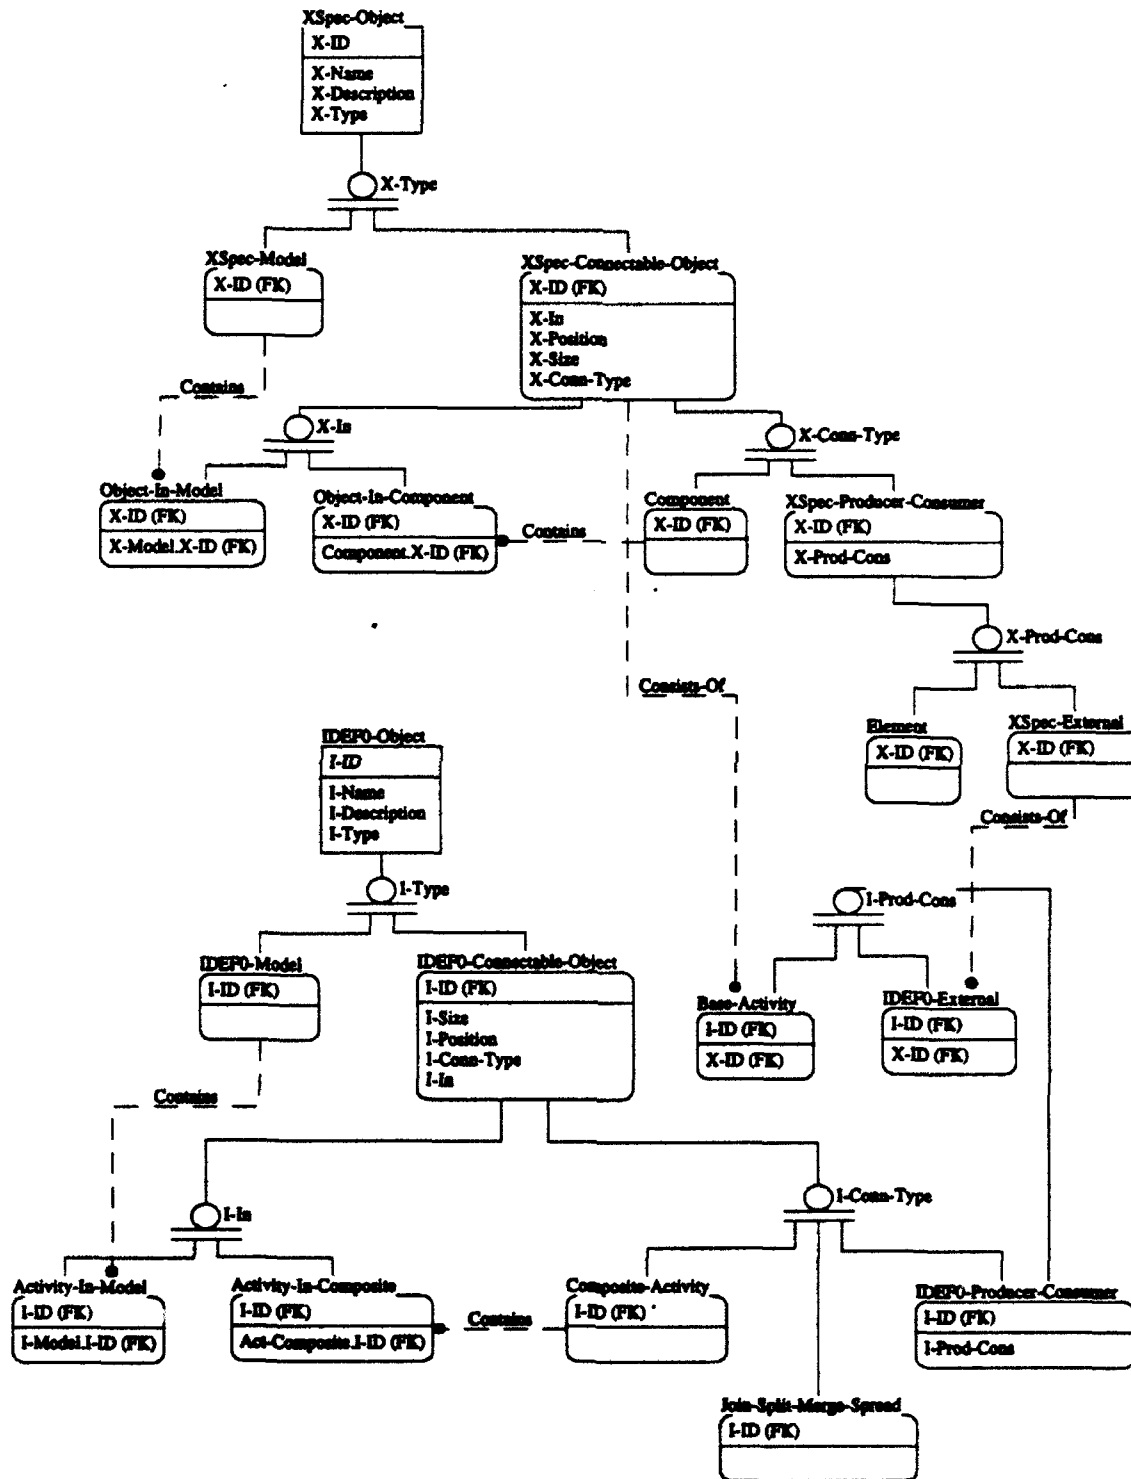 XSpec-Object
X-ID
X-Name
X-Description
X-Type
X-Type
XSpec-Model
X-ID (FK)
XSpec-Connectable-Object
X-ID (FK)
X-In
X-Position
X-Size
X-Conn-Type
Contains
X-In
X-Conn-Type
Object-In-Model
X-ID (FK)
X-Model.X-ID (FK)
Object-In-Component
X-ID (FK)
Component.X-ID (FK)
Contains
Component
X-ID (FK)
XSpec-Producer-Consumer
X-ID (FK)
X-Prod-Cons
X-Prod-Cons
Consists-Of
Element
X-ID (FK)
XSpec-External
X-ID (FK)
Consists-Of
IDEF0-Object
I-ID
I-Name
I-Description
I-Type
I-Type
I-Prod-Cons
IDEF0-Model
I-ID (FK)
IDEF0-Connectable-Object
I-ID (FK)
I-Size
I-Position
I-Conn-Type
I-In
Base-Activity
I-ID (FK)
X-ID (FK)
IDEF0-External
I-ID (FK)
X-ID (FK)
Contains
I-In
I-Conn-Type
Activity-In-Model
I-ID (FK)
I-Model.I-ID (FK)
Activity-In-Composite
I-ID (FK)
Act-Composite.I-ID (FK)
Contains
Composite-Activity
I-ID (FK)
IDEF0-Producer-Consumer
I-ID (FK)
I-Prod-Cons
Join-Split-Merge-Spread
I-ID (FK)